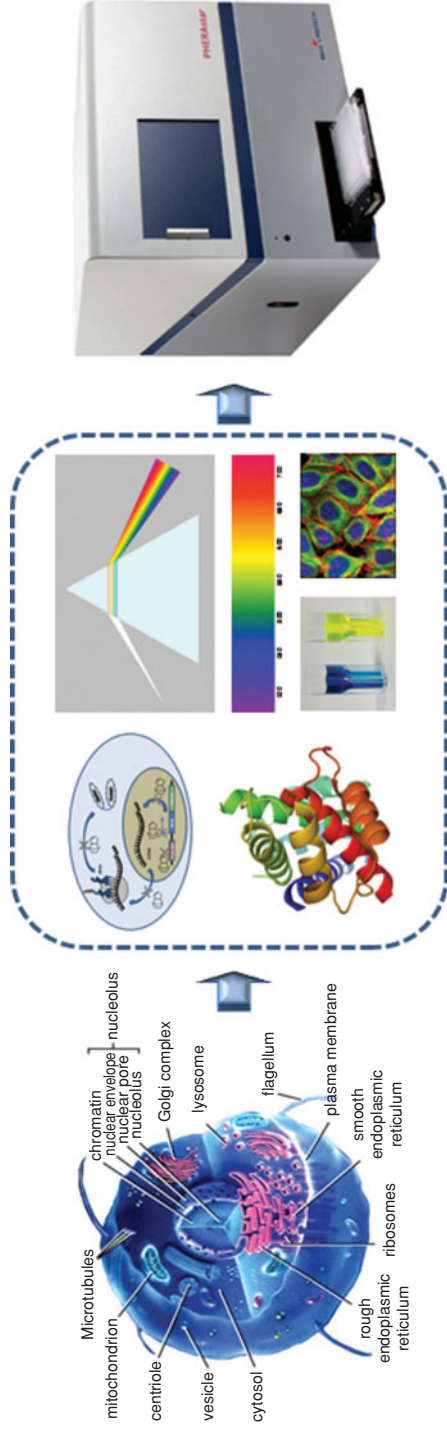 Microtubules
mitochondrion
centriole
vesicle
cytosol
chromatin
nuclear envelope
nuclear pore
nucleolus
nucleolus
Golgi complex
lysosome
flagellum
plasma membrane
smooth
endoplasmic
reticulum
ribosomes
rough
endoplasmic
reticulum
PHERAstar